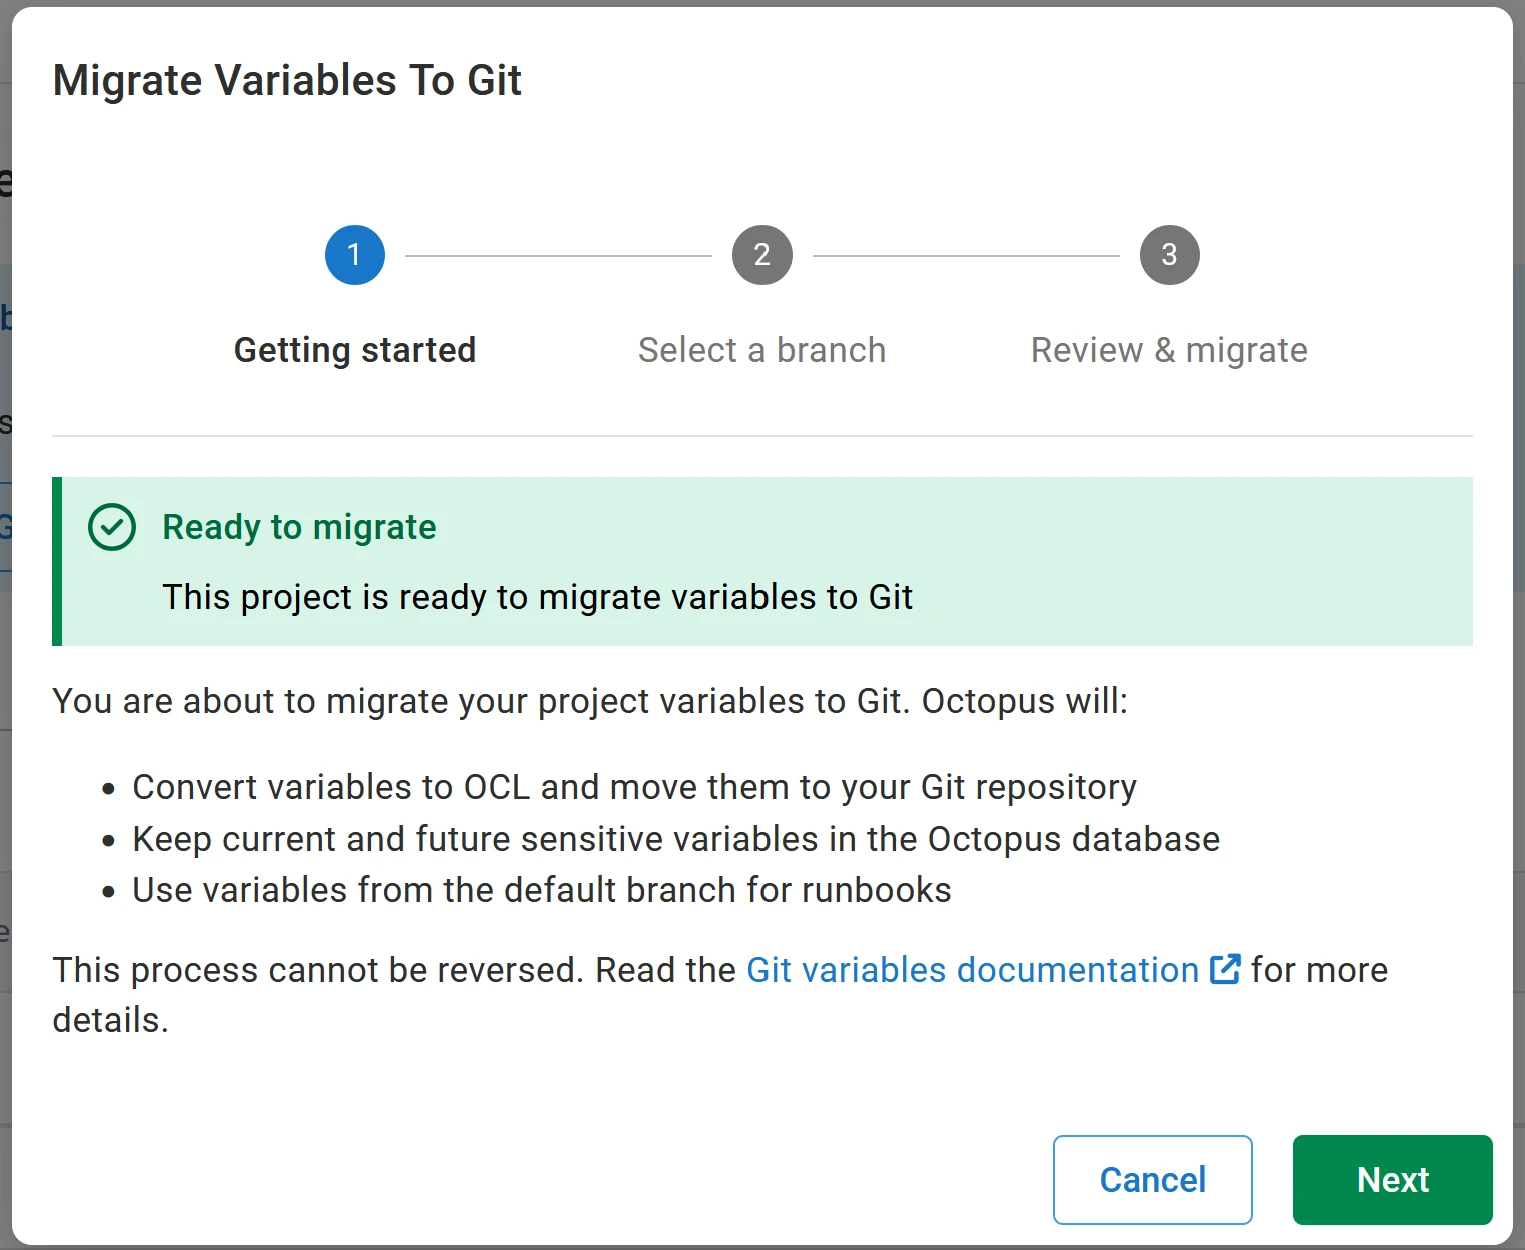 Migrate Variables To Git
1 2 3
Getting started Select a branch Review & migrate
Ready to migrate
This project is ready to migrate variables to Git
You are about to migrate your project variables to Git. Octopus will:
• Convert variables to OCL and move them to your Git repository
• Keep current and future sensitive variables in the Octopus database
• Use variables from the default branch for runbooks
This process cannot be reversed. Read the Git variables documentation for more
details.
Cancel Next